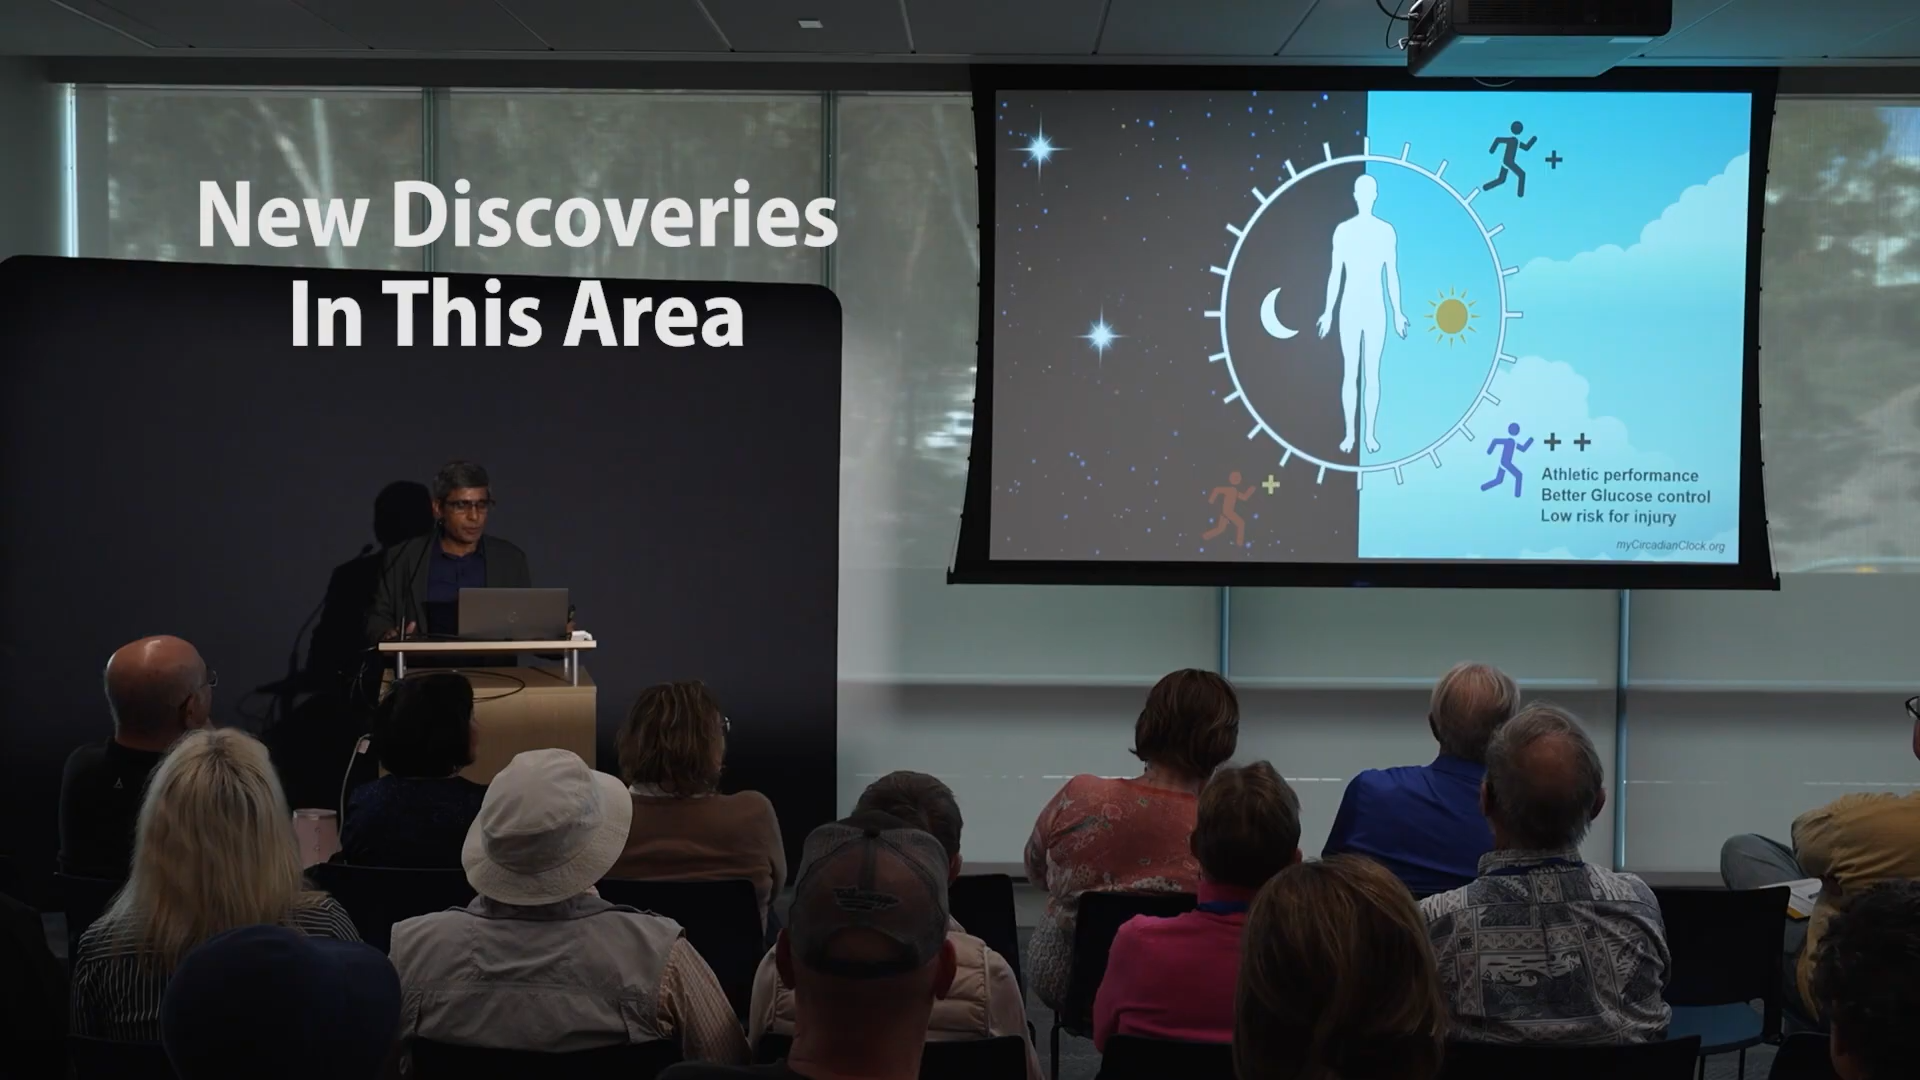 New Discoveries
In This Area
+
+ +
Athletic performance
Better Glucose control
Low risk for injury
+
myCircadianClock.org